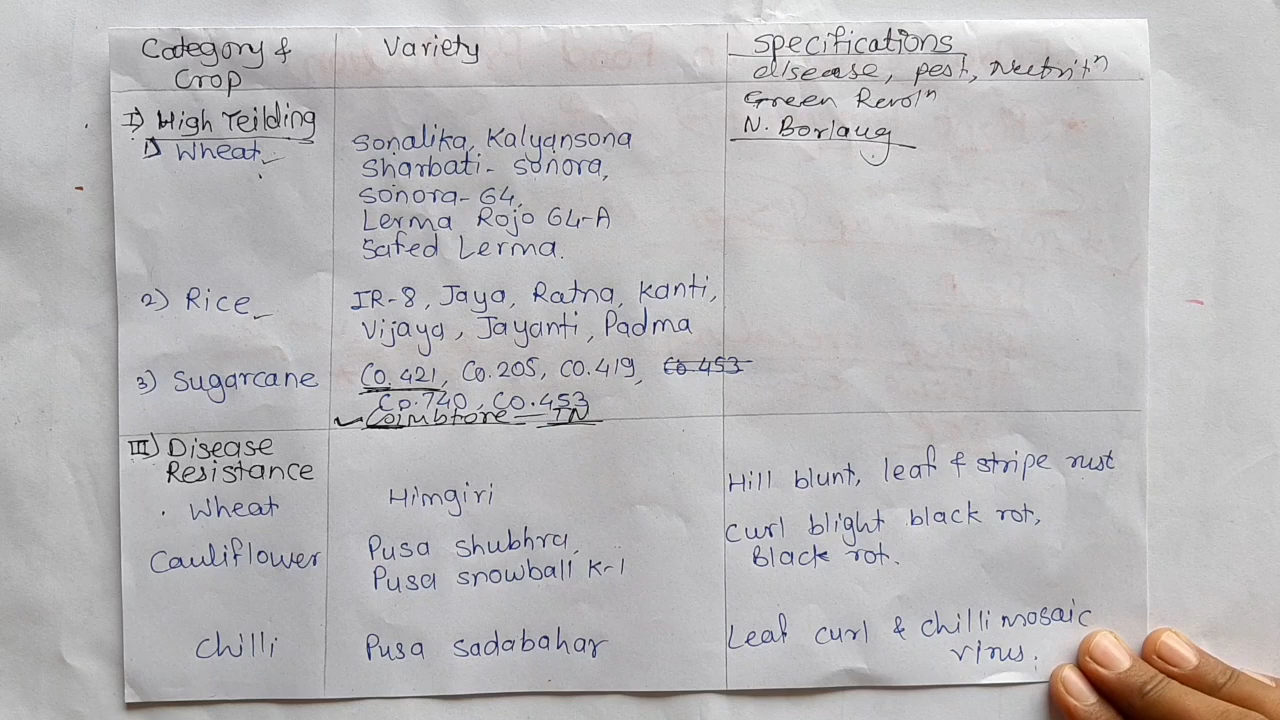 Category &
Crop
Variety
Specifications
disease, pest, Nutritⁿ
Green Revolⁿ
N. Borlaug
I) High Yeilding
1) Wheat
Sonalika, Kalyansona
Sharbati- sonora,
Sonora- 64,
Lerma Rojo 64-A
Safed Lerma.
2) Rice
IR-8, Jaya, Ratna, Kanti,
Vijaya, Jayanti, Padma
3) Sugarcane
CO. 421, CO. 205, CO. 419, CO 453
CO. 740, CO. 453
Coimbtore — TN
III) Disease
Resistance
Wheat
Himgiri
Hill blunt, leaf & stripe rust
Cauliflower
Pusa shubhra,
Pusa snowball K-1
Curl blight black rot,
Black rot.
Chilli
Pusa sadabahar
Leaf curl & chilli mosaic
virus.